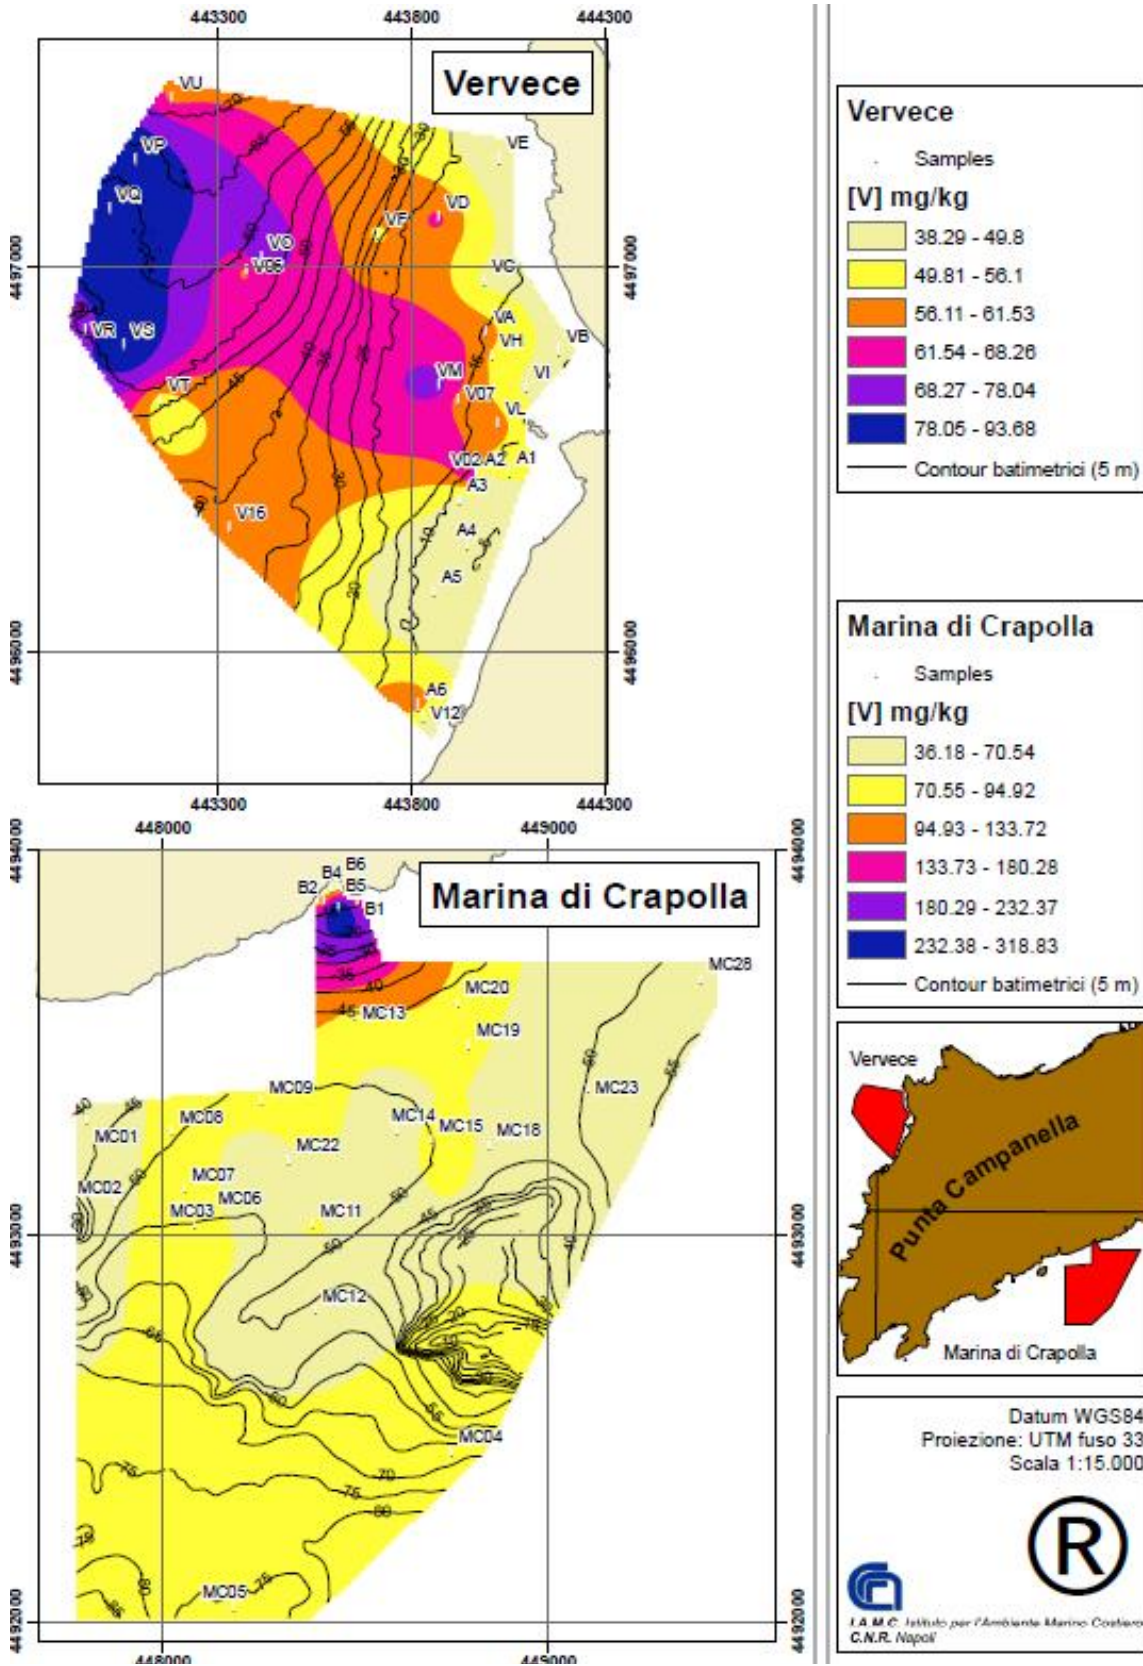 443300 443800 444300
Vervece
VU
VE
VP
VQ
VD
VF
VO
V06
VC
VA
VB
VR VS
VH
VT
VM
VI
V07
VL
V02 A2 A1
A3
V16
A4
A5
A6
V12
4497000
4497000
4496000
4496000
443300 443800 444300
448000 449000
4494000
4494000
Marina di Crapolla
B6
B4
B2
B5
B1
MC28
MC20
MC13
MC19
MC09
MC23
MC08
MC14
MC01
MC15
MC18
MC22
MC07
MC02
MC06
MC03
MC11
MC12
MC04
MC05
4493000
4493000
4492000
4492000
448000 449000
Vervece
Samples
[V] mg/kg
38.29 - 49.8
49.81 - 56.1
56.11 - 61.53
61.54 - 68.26
68.27 - 78.04
78.05 - 93.68
Contour batimetrici (5 m)
Marina di Crapolla
Samples
[V] mg/kg
36.18 - 70.54
70.55 - 94.92
94.93 - 133.72
133.73 - 180.28
180.29 - 232.37
232.38 - 318.83
Contour batimetrici (5 m)
Vervece
Punta Campanella
Marina di Crapolla
Datum WGS84
Proiezione: UTM fuso 33
Scala 1:15.000
®
I.A.M.C. Istituto per l'Ambiente Marino Costiero
C.N.R. Napoli